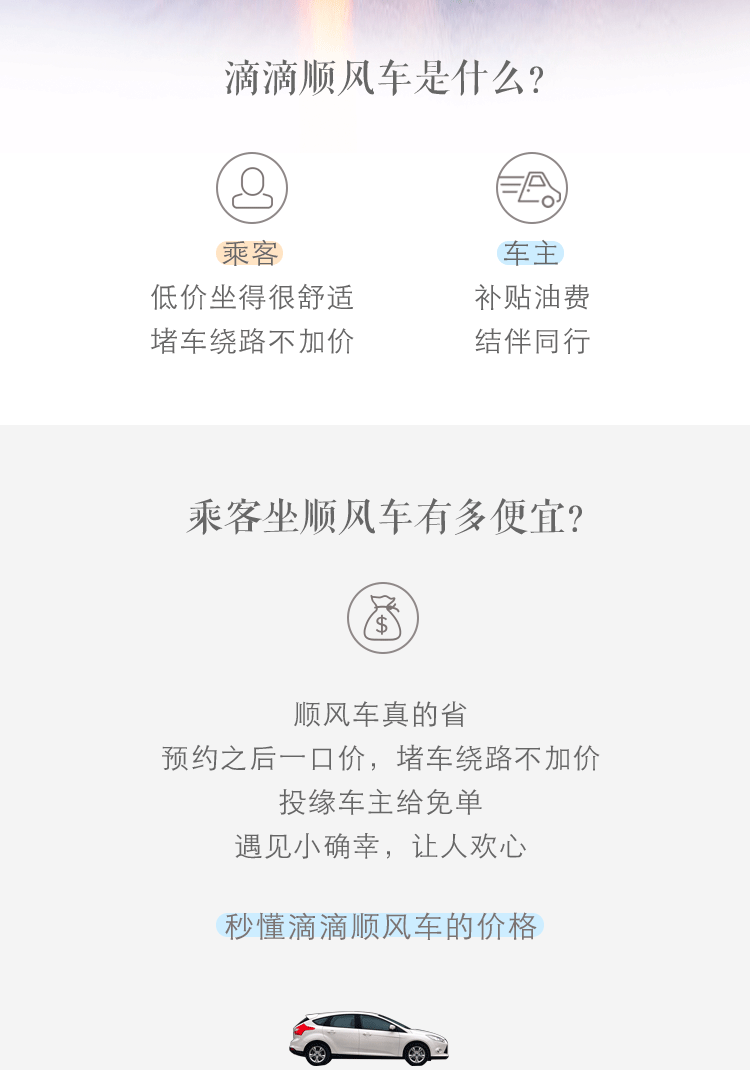 滴滴顺风车是什么?
乘客
低价坐得很舒适
堵车绕路不加价
车主
补贴油费
结伴同行
乘客坐顺风车有多便宜?
$
顺风车真的省
预约之后一口价，堵车绕路不加价
投缘车主给免单
遇见小确幸，让人欢心
秒懂滴滴顺风车的价格